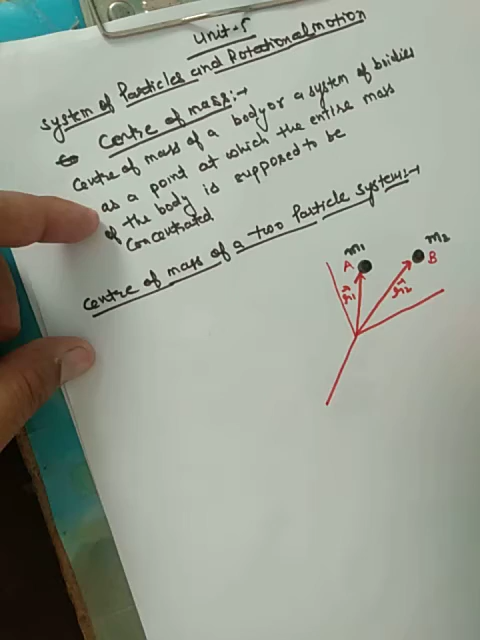 Unit-5
System of Particles and Rotational motion
Centre of mass:→
Centre of mass of a body or a system of bridies
as a point at which the entire mass
of the body is supposed to be
Concentrated
Centre of mass of a two Particle system:→
m1
m2
A
B
r1
r2